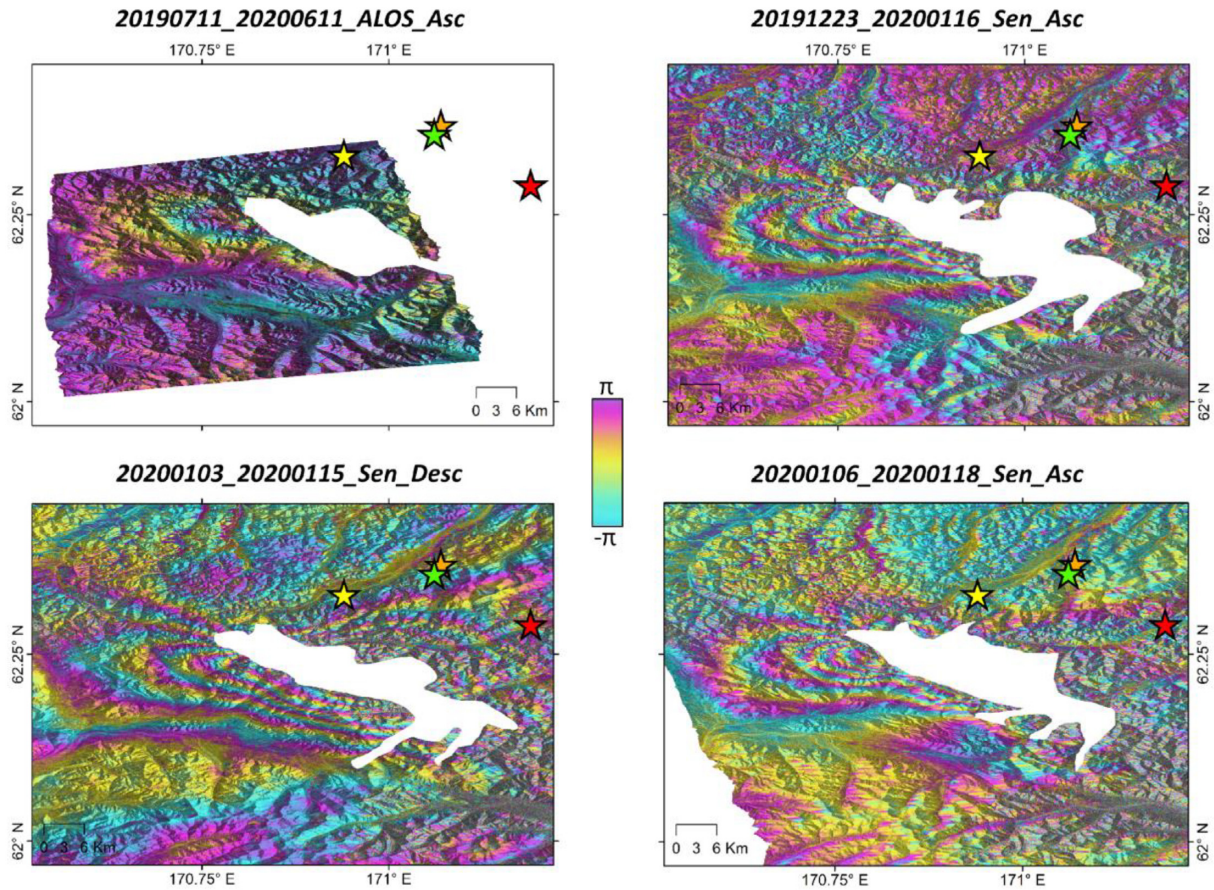 20190711_20200611_ALOS_Asc
20191223_20200116_Sen_Asc
170.75° E
171° E
170.75° E
171° E
62.25° N
62° N
62.25° N
62° N
0 3 6 Km
0 3 6 Km
π
-π
20200103_20200115_Sen_Desc
20200106_20200118_Sen_Asc
62.25° N
62° N
62.25° N
62° N
0 3 6 Km
0 3 6 Km
170.75° E
171° E
170.75° E
171° E